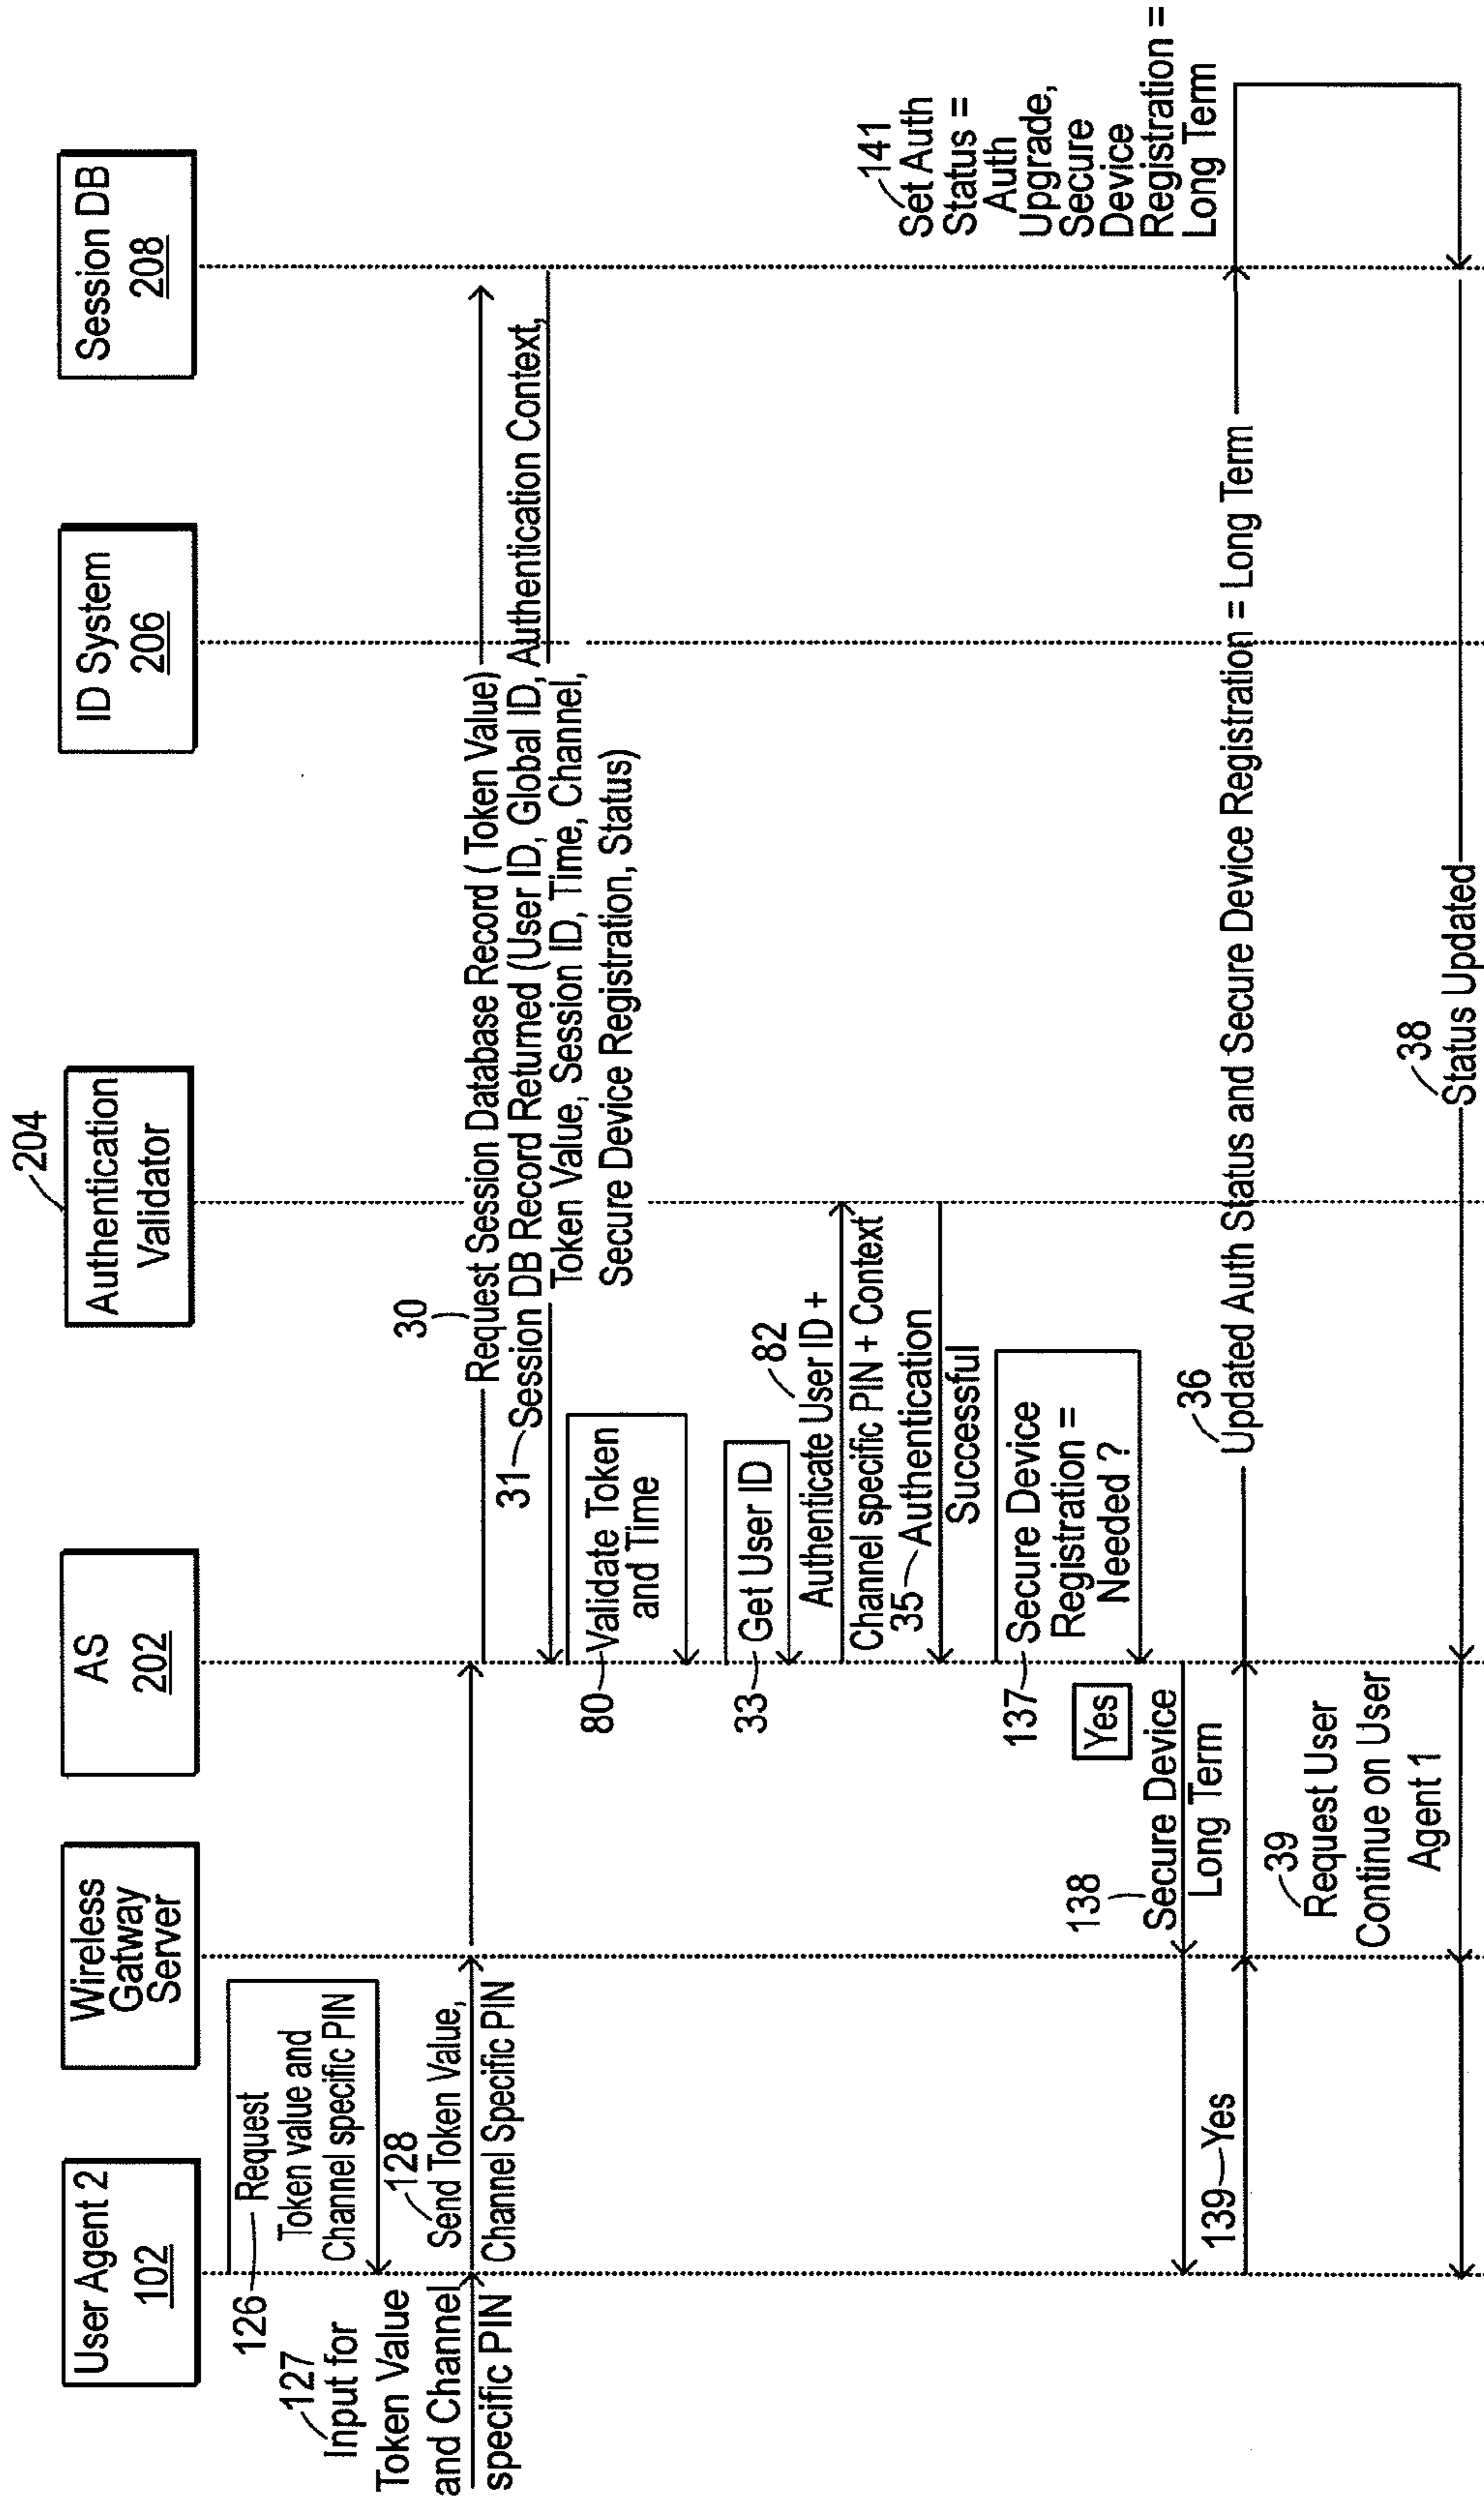 User Agent 2
102
Wireless
Gatway
Server
AS
202
204
Authentication
Validator
ID System
206
Session DB
208
126
Request
Token value and
Channel specific PIN
127
Input for
Token Value
and Channel
specific PIN
128
Send Token Value,
Channel Specific PIN
30
Request Session Database Record ( Token Value)
31
Session DB Record Returned (User ID, Global ID, Authentication Context,
Token Value, Session ID, Time, Channel,
Secure Device Registration, Status)
80
Validate Token
and Time
33
Get User ID
82
Authenticate User ID +
Channel specific PIN + Context
35
Authentication
Successful
137
Secure Device
Registration =
Needed ?
Yes
138
Secure Device
Long Term
139
Yes
36
Updated Auth Status and Secure Device Registration = Long Term
141
Set Auth
Status =
Auth
Upgrade,
Secure
Device
Registration =
Long Term
38
Status Updated
39
Request User
Continue on User
Agent 1